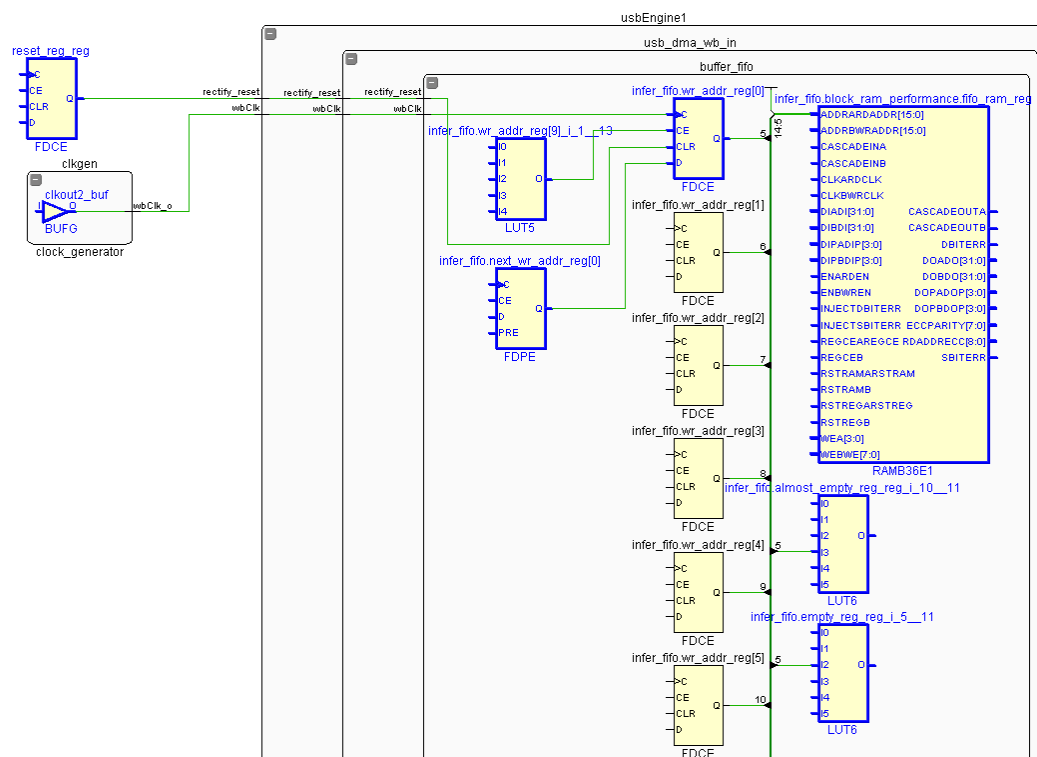 usbEngine1
usb_dma_wb_in
buffer_fifo
reset_reg_reg
C
CE
CLR
D
Q
FDCE
rectify_reset
wbClk
rectify_reset
wbClk
rectify_reset
wbClk
clkgen
clkout2_buf
I
O
BUFG
wbClk_o
clock_generator
infer_fifo.wr_addr_reg[9]_i_1__13
I0
I1
I2
I3
I4
O
LUT5
infer_fifo.next_wr_addr_reg[0]
C
CE
D
PRE
Q
FDPE
infer_fifo.wr_addr_reg[0]
C
CE
CLR
D
Q
5
FDCE
infer_fifo.wr_addr_reg[1]
C
CE
CLR
D
Q
6
FDCE
infer_fifo.wr_addr_reg[2]
C
CE
CLR
D
Q
7
FDCE
infer_fifo.wr_addr_reg[3]
C
CE
CLR
D
Q
8
FDCE
infer_fifo.wr_addr_reg[4]
C
CE
CLR
D
Q
9
FDCE
infer_fifo.wr_addr_reg[5]
C
CE
CLR
D
Q
10
FDCE
14:5
infer_fifo.block_ram_performance.fifo_ram_reg
ADDRARDADDR[15:0]
ADDRBWRADDR[15:0]
CASCADEINA
CASCADEINB
CLKARDCLK
CLKBWRCLK
DIADI[31:0] CASCADEOUTA
DIBDI[31:0] CASCADEOUTB
DIPADIP[3:0] DBITERR
DIPBDIP[3:0] DOADO[31:0]
ENARDEN DOBDO[31:0]
ENBWREN DOPADOP[3:0]
INJECTDBITERR DOPBDOP[3:0]
INJECTSBITERR ECCPARITY[7:0]
REGCEAREGCE RDADDRECC[8:0]
REGCEB SBITERR
RSTRAMARSTRAM
RSTRAMB
RSTREGARSTREG
RSTREGB
WEA[3:0]
WEBWE[7:0]
RAMB36E1
infer_fifo.almost_empty_reg_reg_i_10__11
I0
I1
I2
5
I3
I4
I5
O
LUT6
infer_fifo.empty_reg_reg_i_5__11
I0
I1
5
I2
I3
I4
I5
O
LUT6